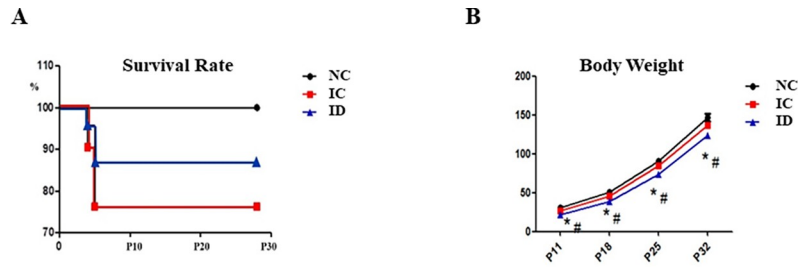 A
Survival Rate
%
110
100
90
80
70
0 P10 P20 P30
NC
IC
ID
B
Body Weight
200
150
100
50
0
P11 P18 P25 P32
* # * # * # * #
NC
IC
ID